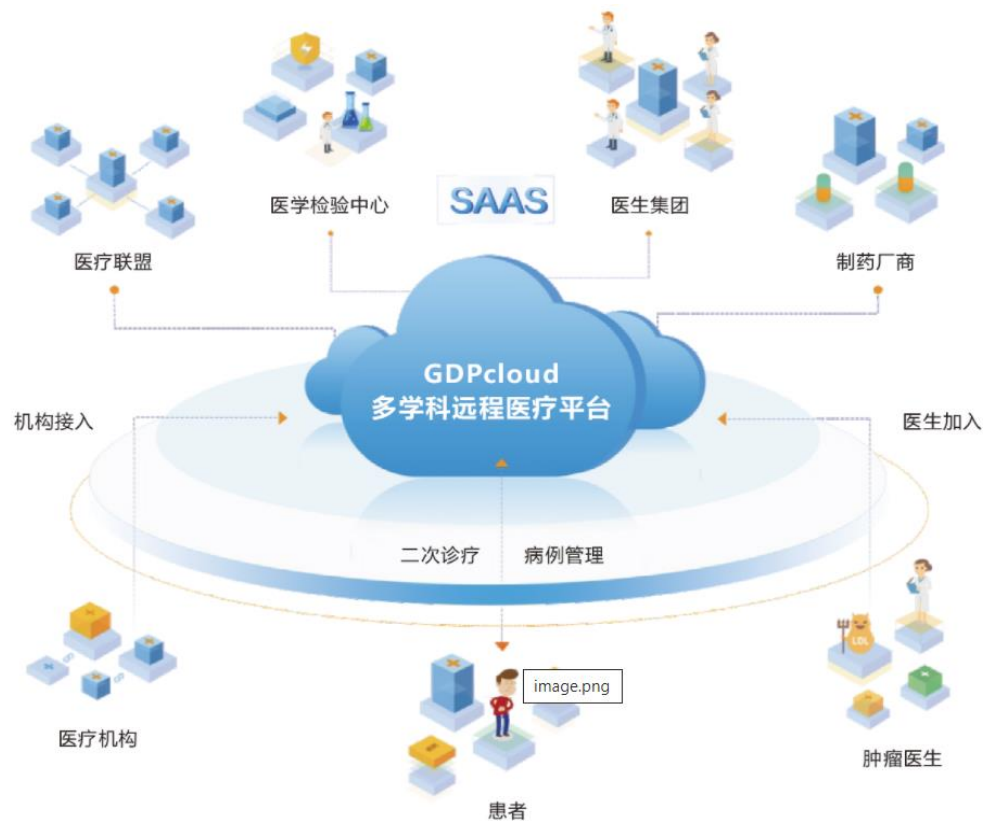 医学检验中心
SAAS
医生集团
医疗联盟
制药厂商
GDPcloud
多学科远程医疗平台
机构接入
医生加入
二次诊疗
病例管理
LDL
image.png
医疗机构
肿瘤医生
患者